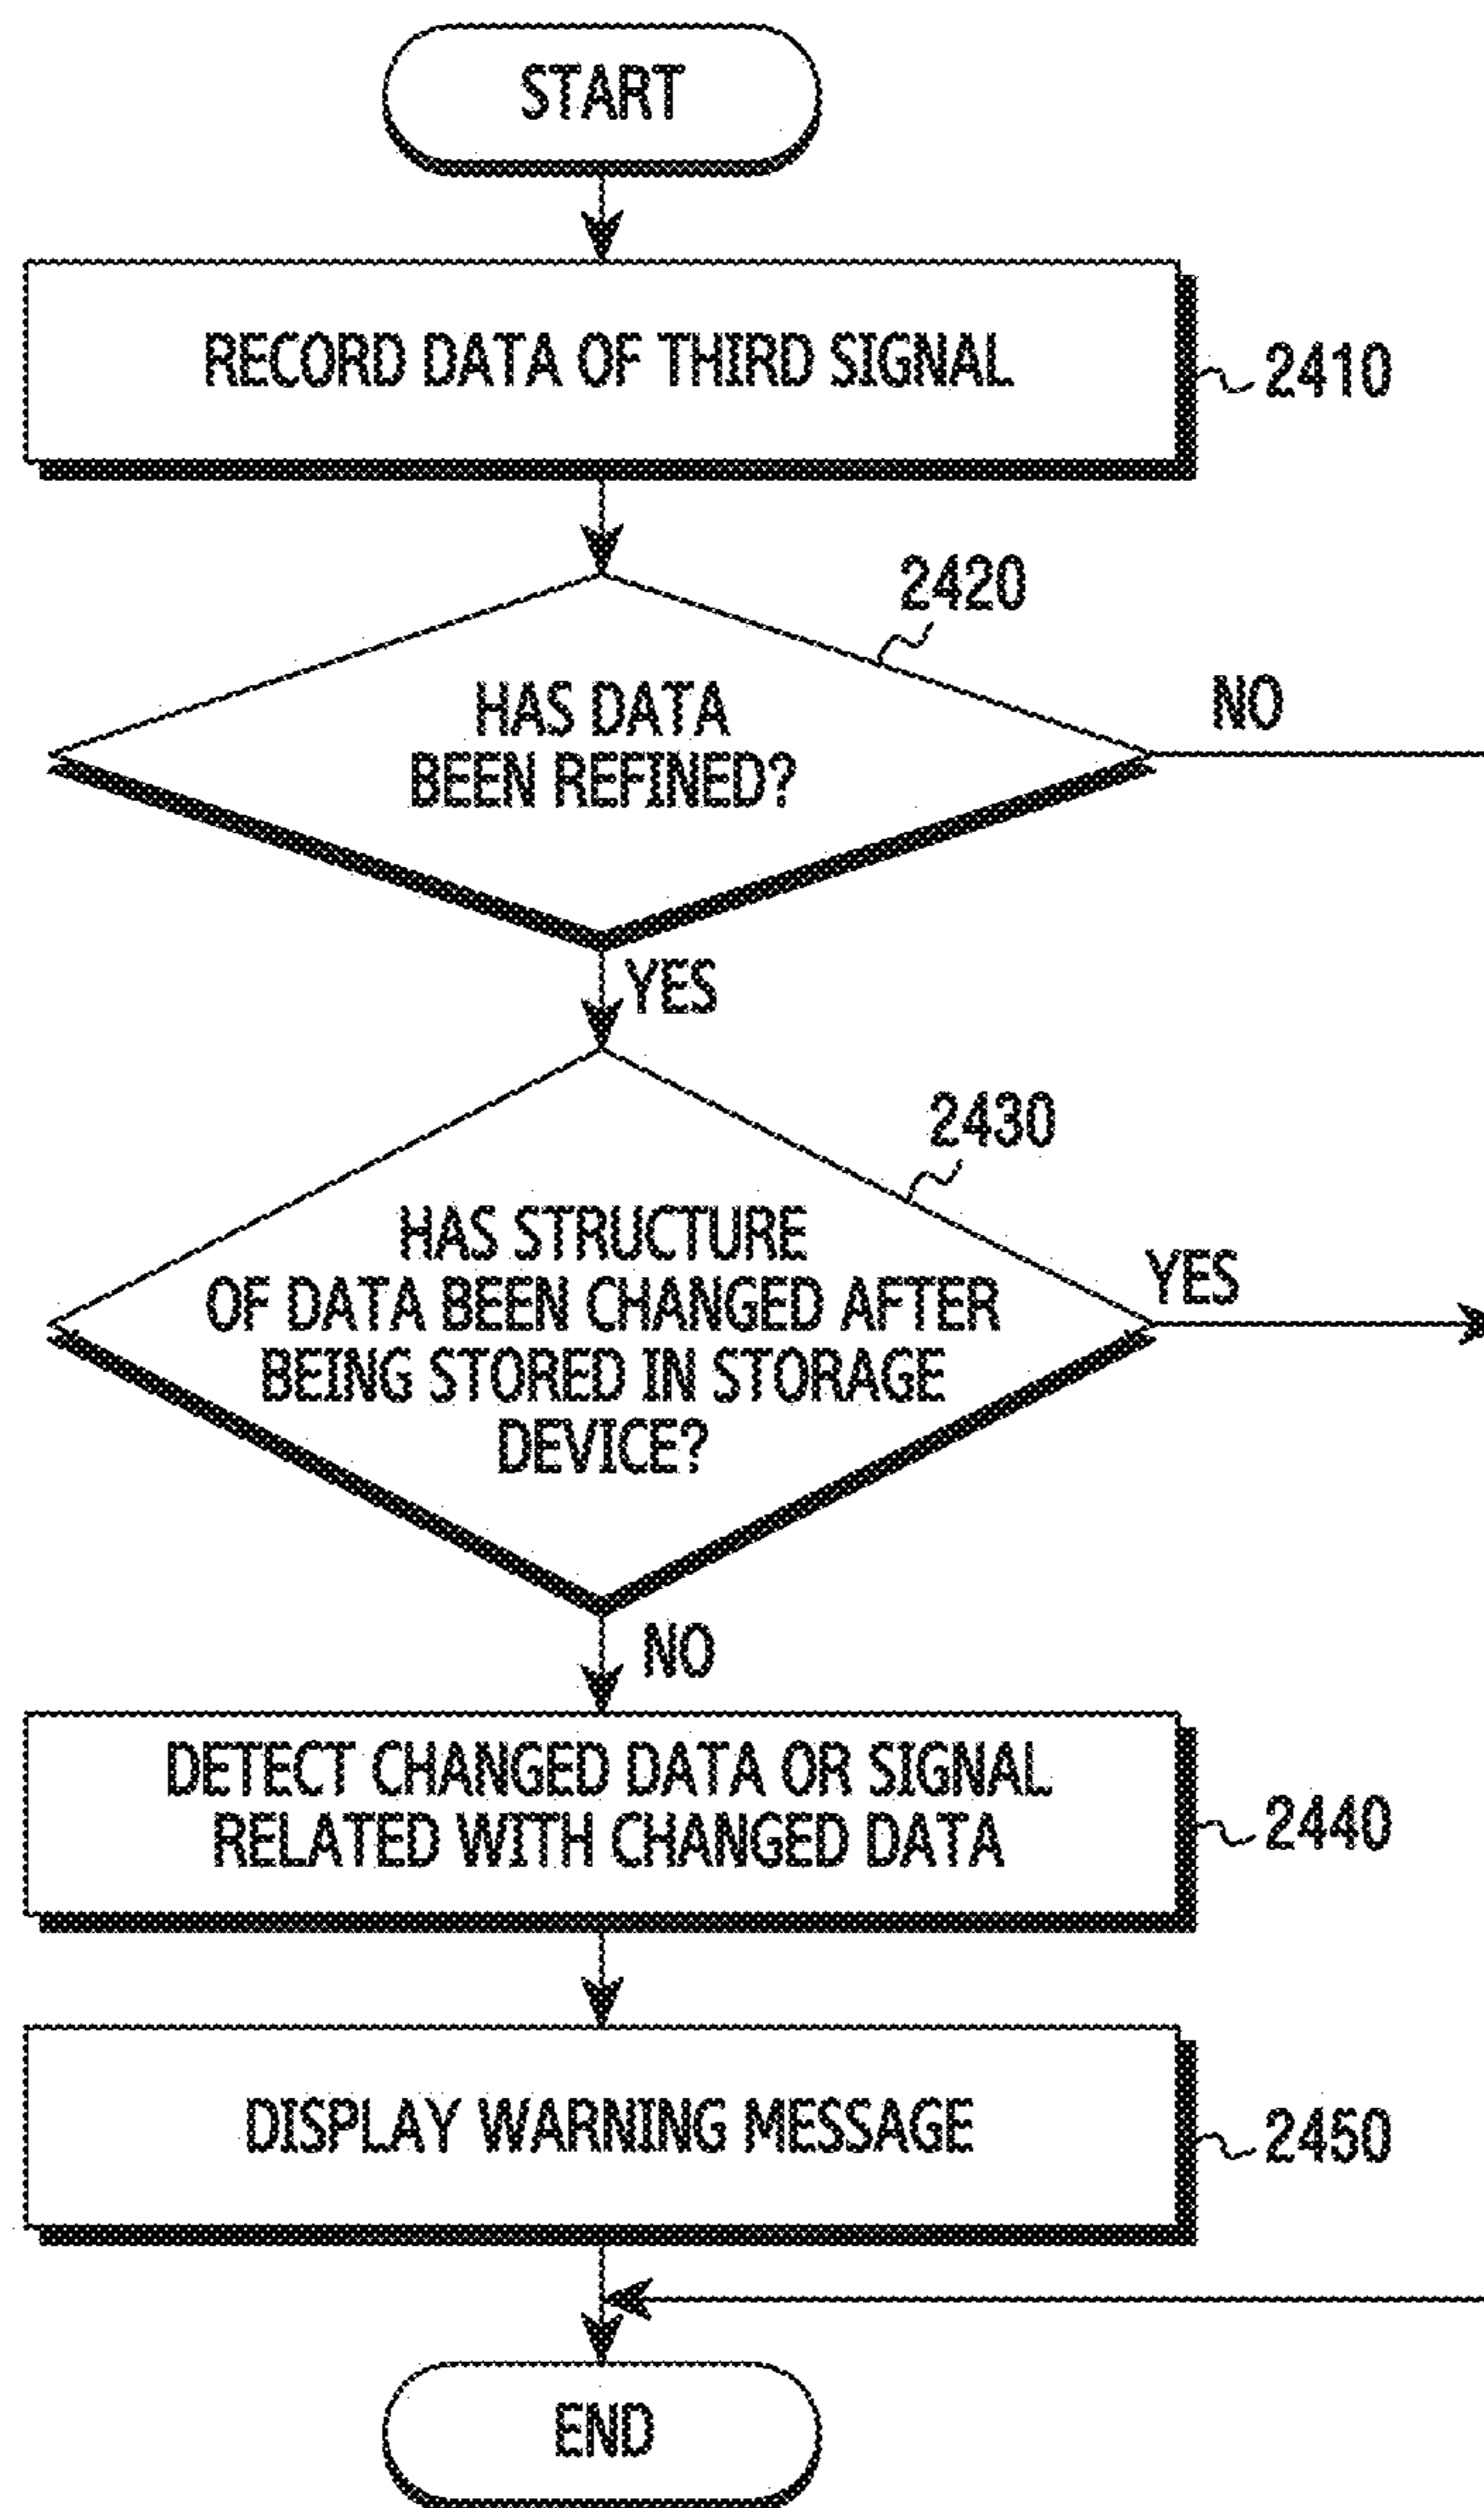 START
RECORD DATA OF THIRD SIGNAL
2410
2420
HAS DATA
BEEN REFINED?
NO
YES
2430
HAS STRUCTURE
OF DATA BEEN CHANGED AFTER
BEING STORED IN STORAGE
DEVICE?
YES
NO
DETECT CHANGED DATA OR SIGNAL
RELATED WITH CHANGED DATA
2440
DISPLAY WARNING MESSAGE
2450
END